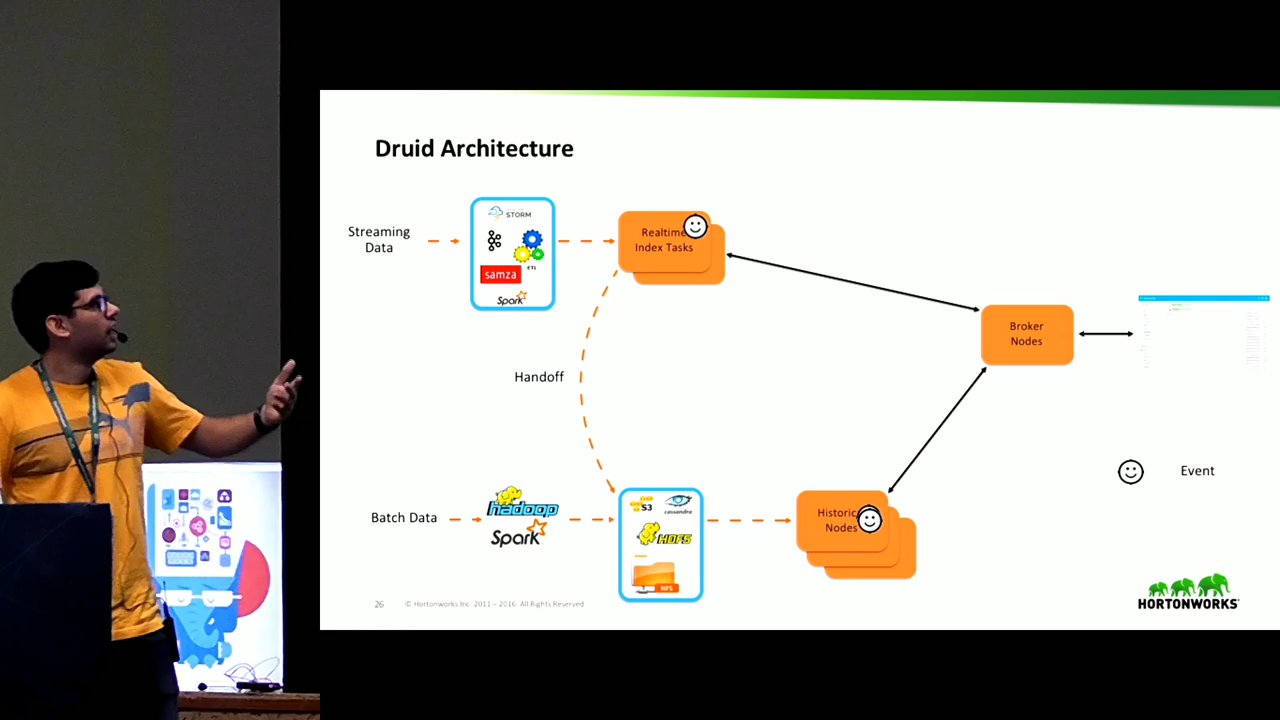 Druid Architecture
Streaming
Data
STORM
ETL
samza
Spark
Realtime
Index Tasks
Broker
Nodes
Handoff
Event
Batch Data
hadoop
Spark
S3
cassandra
HDFS
NFS
Historic
Nodes
26 © Hortonworks Inc. 2011 – 2016. All Rights Reserved
HORTONWORKS